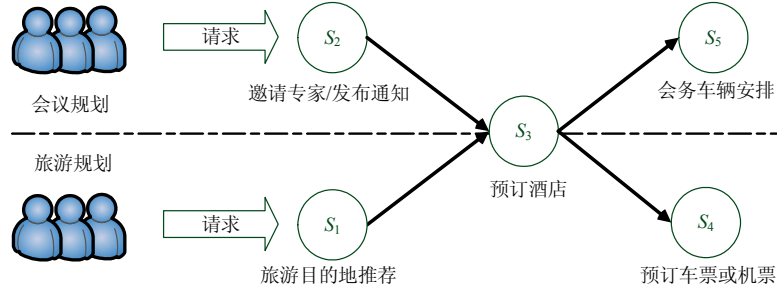 请求
S2
S5
会议规划
邀请专家/发布通知
会务车辆安排
S3
旅游规划
预订酒店
请求
S1
S4
旅游目的地推荐
预订车票或机票